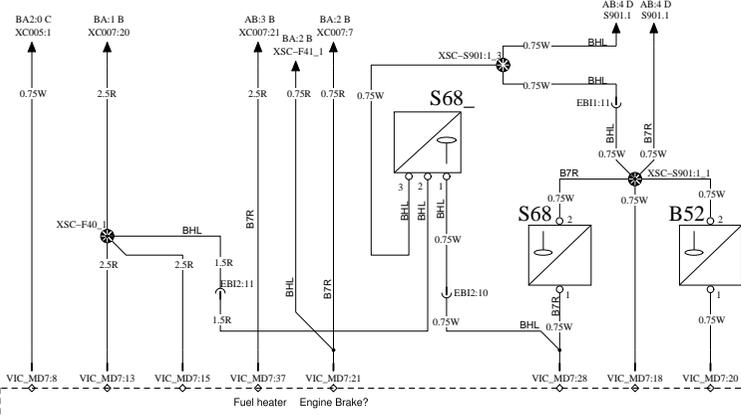 BA2:0 C
XC005:1
BA:1 B
XC007:20
AB:3 B
XC007:21
BA:2 B
XSC-F41_1
BA:2 B
XC007:7
AB:4 D
S901.1
AB:4 D
S901.1
XSC-S901:1_3
0.75W
BHL
0.75W
BHL
0.75W
2.5R
2.5R
0.75R
0.75R
0.75W
S68_
EBI1:11
BHL
B7R
0.75W
0.75W
3
2
1
BHL
BHL
BHL
B7R
XSC-S901:1_1
0.75W
0.75W
0.75W
S68
2
B52
2
XSC-F40_1
BHL
B7R
0.75W
2.5R
2.5R
1.5R
EBI2:11
BHL
B7R
EBI2:10
1
1
B7R
1.5R
0.75W
BHL
0.75W
0.75W
VIC_MD7:8
VIC_MD7:13
VIC_MD7:15
VIC_MD7:37
VIC_MD7:21
VIC_MD7:28
VIC_MD7:18
VIC_MD7:20
Fuel heater
Engine Brake?